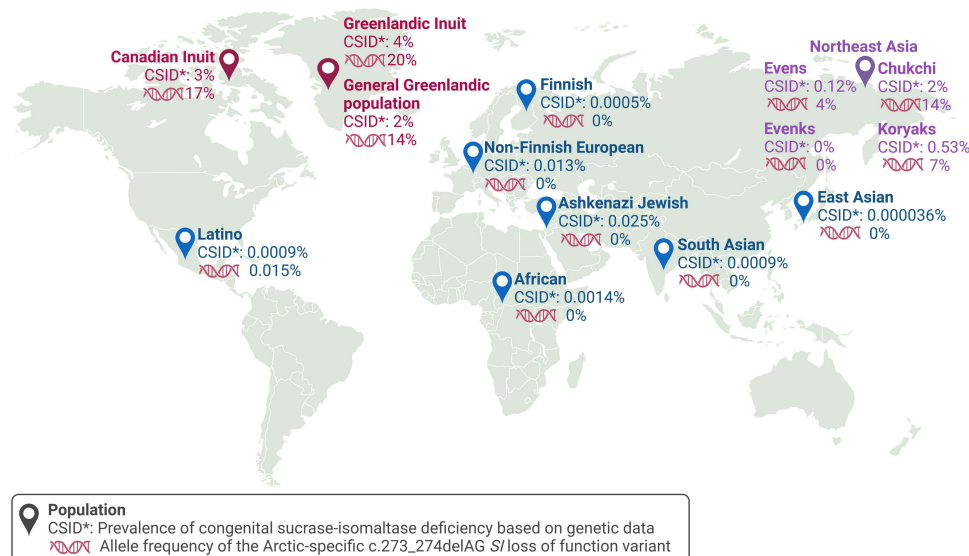 Greenlandic Inuit
CSID*: 4%
20%
Canadian Inuit
CSID*: 3%
17%
General Greenlandic
population
CSID*: 2%
14%
Northeast Asia
Evens
CSID*: 0.12%
4%
Chukchi
CSID*: 2%
14%
Evenks
CSID*: 0%
0%
Koryaks
CSID*: 0.53%
7%
Finnish
CSID*: 0.0005%
0%
Non-Finnish European
CSID*: 0.013%
0%
Ashkenazi Jewish
CSID*: 0.025%
0%
East Asian
CSID*: 0.000036%
0%
Latino
CSID*: 0.0009%
0.015%
South Asian
CSID*: 0.0009%
0%
African
CSID*: 0.0014%
0%
Population
CSID*: Prevalence of congenital sucrase-isomaltase deficiency based on genetic data
Allele frequency of the Arctic-specific c.273_274delAG SI loss of function variant